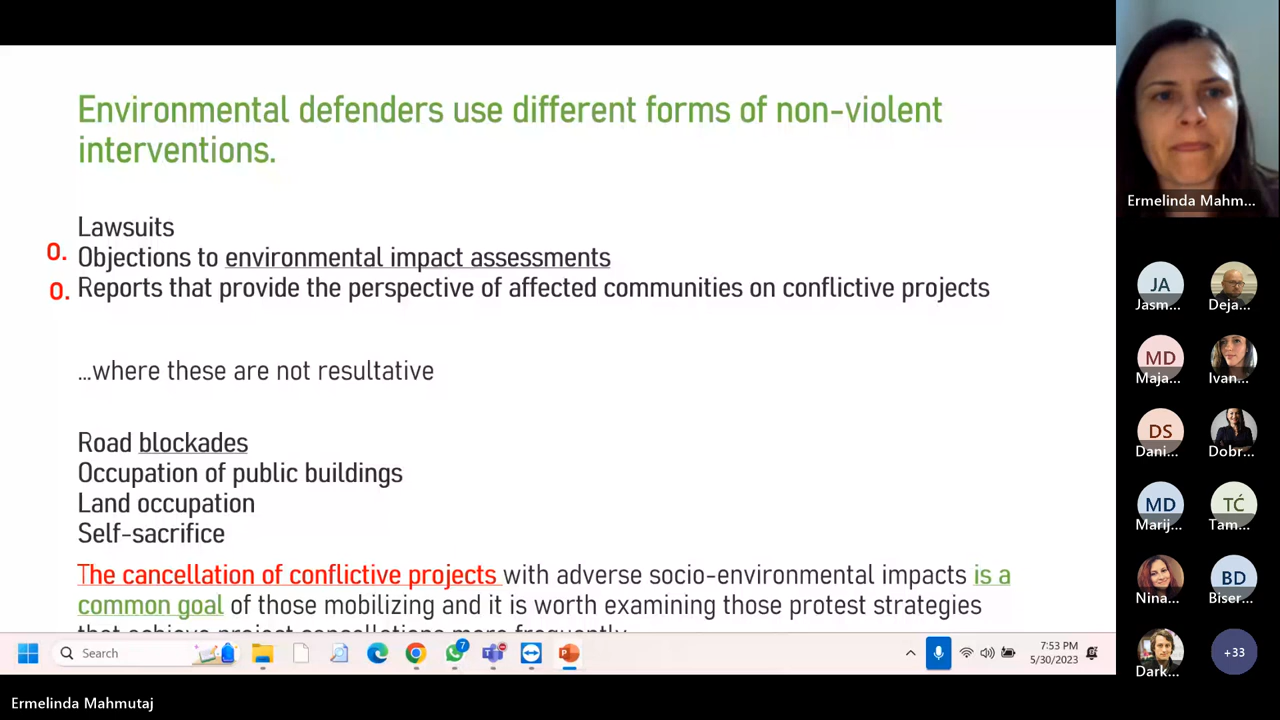 Environmental defenders use different forms of non-violent
interventions.
Lawsuits
O. Objections to environmental impact assessments
O. Reports that provide the perspective of affected communities on conflictive projects
...where these are not resultative
Road blockades
Occupation of public buildings
Land occupation
Self-sacrifice
The cancellation of conflictive projects with adverse socio-environmental impacts is a
common goal of those mobilizing and it is worth examining those protest strategies
that achieve project cancellations more frequently
Search
7
7:53 PM
5/30/2023
Ermelinda Mahmutaj
Ermelinda Mahm...
JA
Jasm...
Deja...
MD
Maja...
Ivan...
DS
Dani...
Dobr...
MD
Marij...
TĆ
Tam...
Nina...
BD
Biser...
Dark...
+33